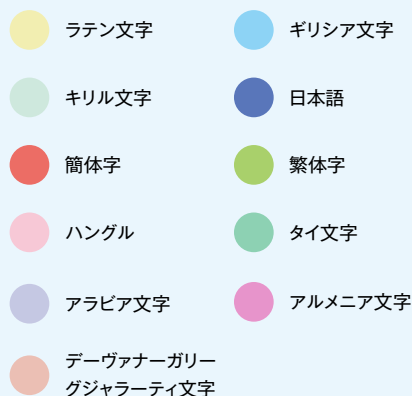 ラテン文字
ギリシア文字
キリル文字
日本語
簡体字
繁体字
ハングル
タイ文字
アラビア文字
アルメニア文字
デーヴァナーガリー
グジャラーティ文字